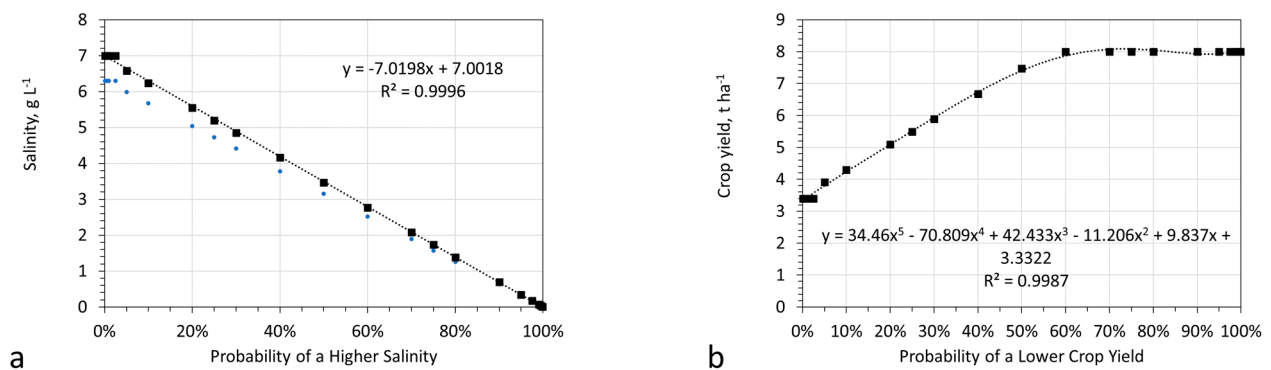 8
7
6
5
4
3
2
1
0
Salinity, g L⁻¹
y = -7.0198x + 7.0018
R² = 0.9996
0% 20% 40% 60% 80% 100%
Probability of a Higher Salinity
a
9
8
7
6
5
4
3
2
1
0
Crop yield, t ha⁻¹
y = 34.46x⁵ - 70.809x⁴ + 42.433x³ - 11.206x² + 9.837x +
3.3322
R² = 0.9987
0% 10% 20% 30% 40% 50% 60% 70% 80% 90% 100%
Probability of a Lower Crop Yield
b